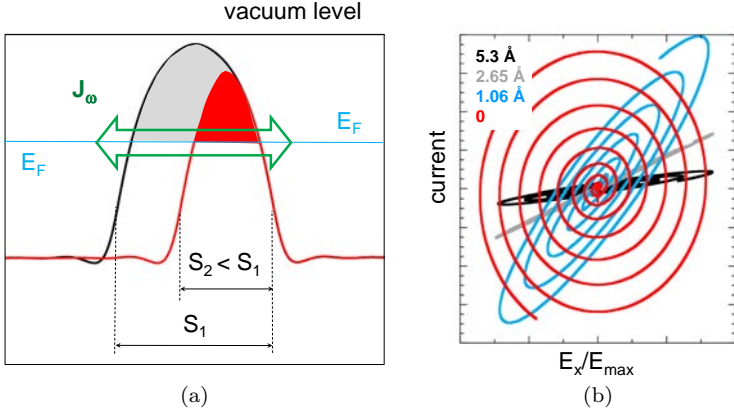 vacuum level
J_ω
E_F
E_F
S_2 < S_1
S_1
(a)
5.3 Å
2.65 Å
1.06 Å
0
current
E_x/E_max
(b)